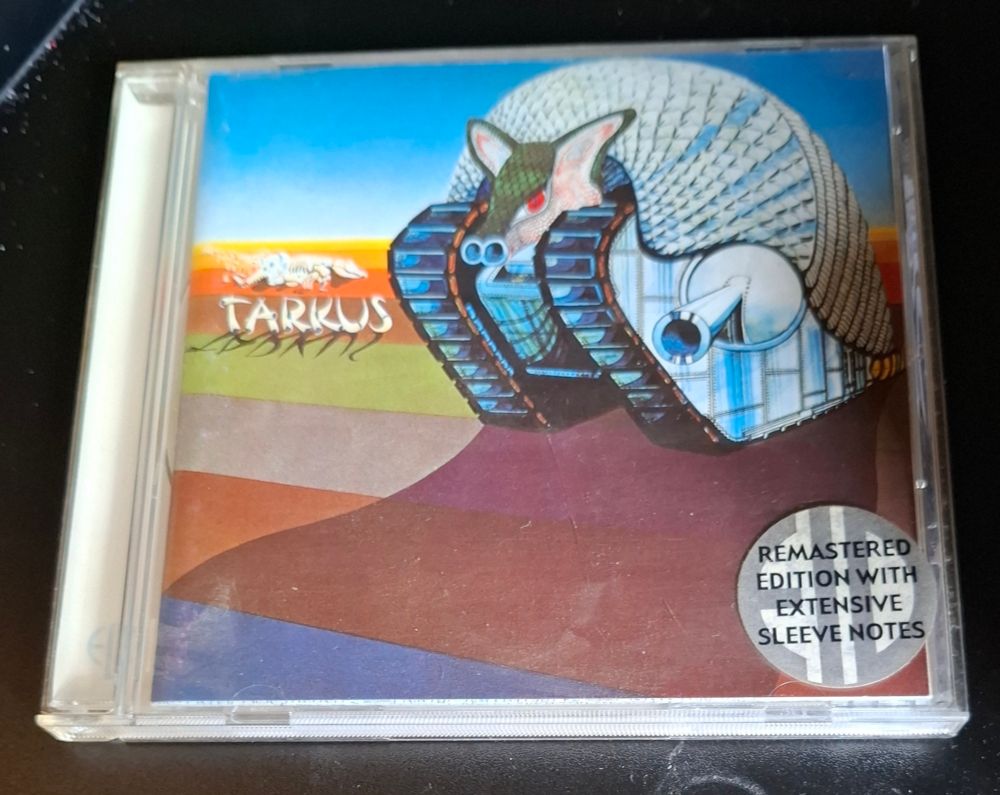 TARKUS
REMASTERED
EDITION WITH
EXTENSIVE
SLEEVE NOTES